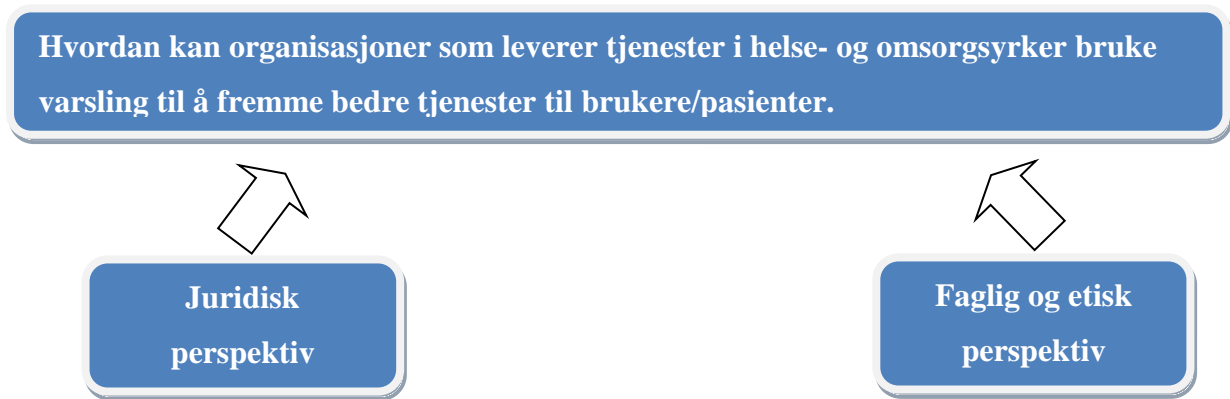 Hvordan kan organisasjoner som leverer tjenester i helse- og omsorgsyrker bruke
varsling til å fremme bedre tjenester til brukere/pasienter.
Juridisk
perspektiv
Faglig og etisk
perspektiv